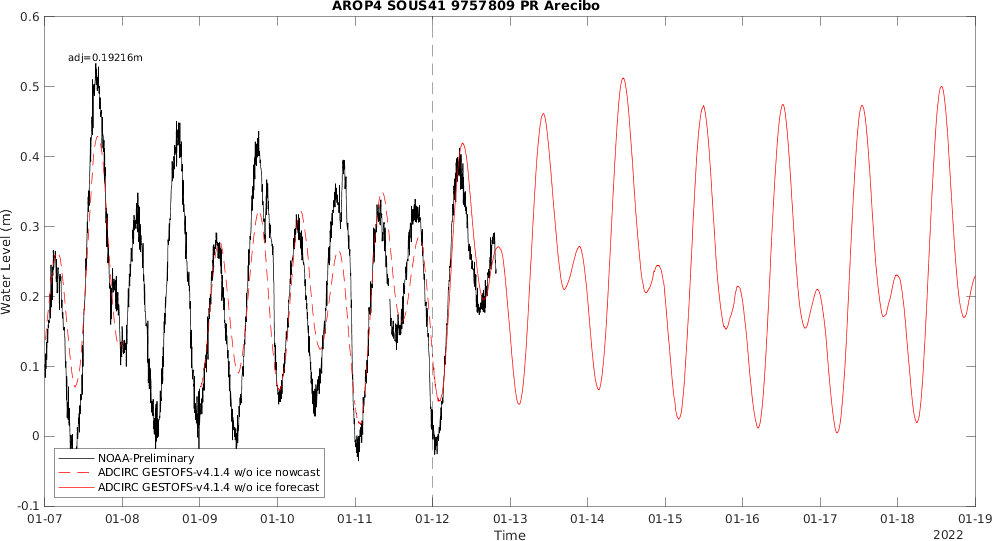 AROP4 SOUS41 9757809 PR Arecibo
adj=0.19216m
0.6
0.5
0.4
0.3
0.2
0.1
0
-0.1
Water Level (m)
NOAA-Preliminary
ADCIRC GESTOFS-v4.1.4 w/o ice nowcast
ADCIRC GESTOFS-v4.1.4 w/o ice forecast
01-07 01-08 01-09 01-10 01-11 01-12 01-13 01-14 01-15 01-16 01-17 01-18 01-19
Time
2022